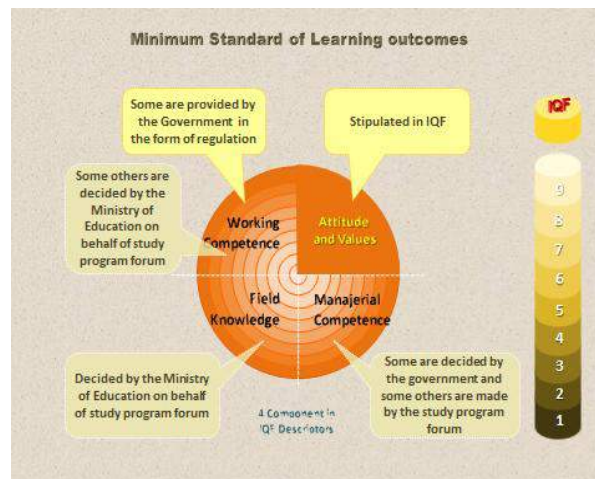 Minimum Standard of Learning outcomes
Some are provided by
the Government in
the form of regulation
Stipulated in IQF
IQF
Some others are
decided by the
Ministry of
Education on
behalf of study
program forum
Working
Competence
Attitude
and Values
Field
Knowledge
Manajerial
Competence
Decided by the Ministry
of Education on behalf
of study program forum
4 Component in
IQF Descriptors
Some are decided by
the government and
some others are made
by the study program
forum
9
8
7
6
5
4
3
2
1